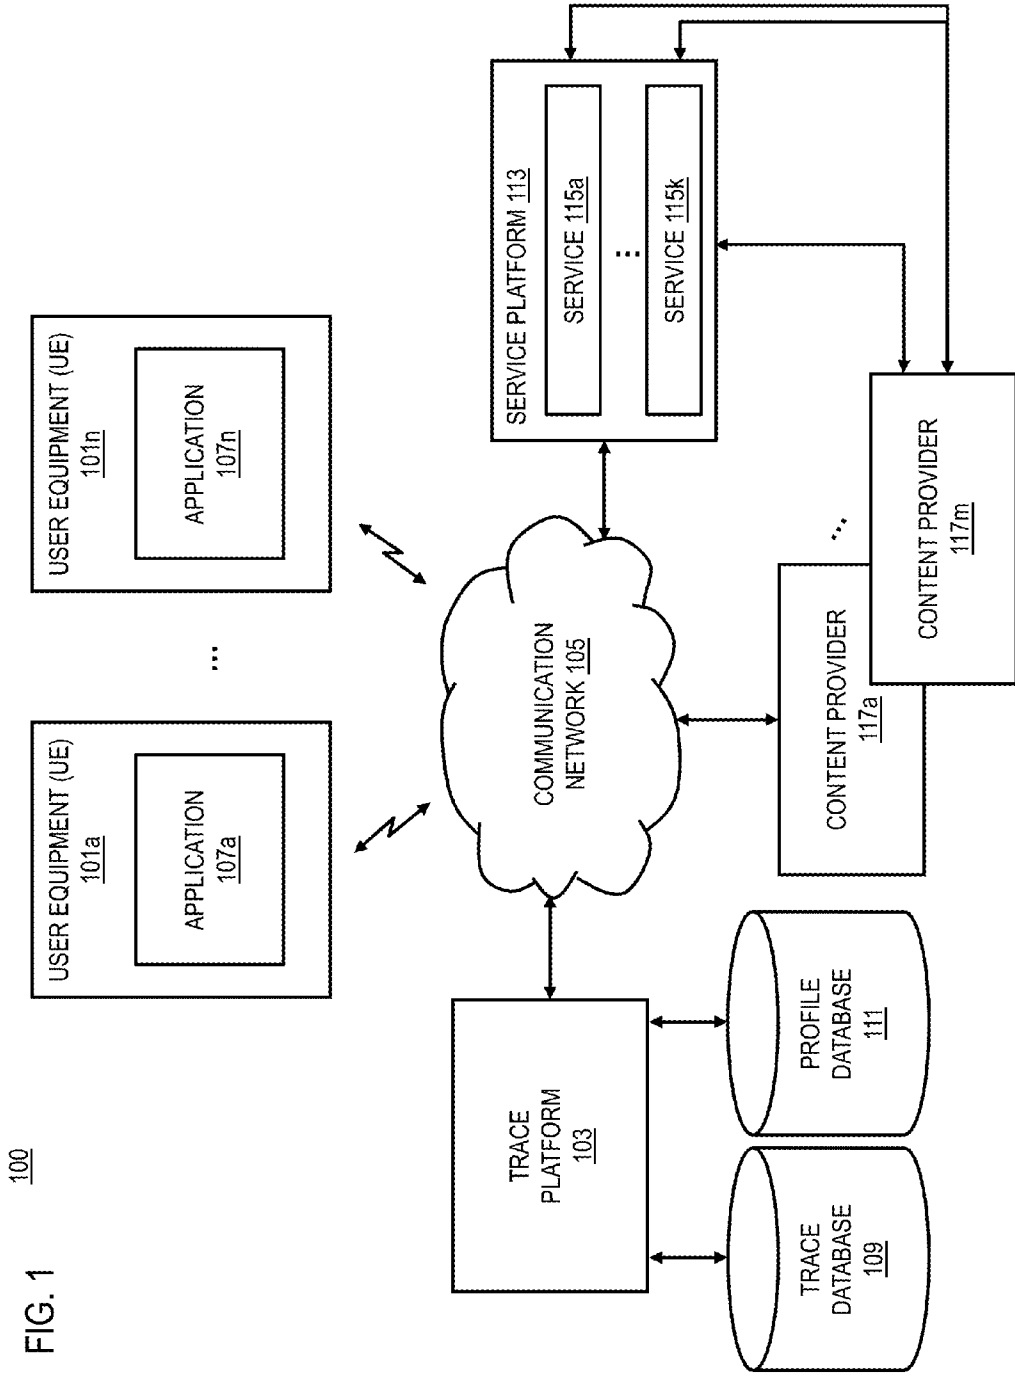 FIG. 1
100
USER EQUIPMENT (UE)
101a
APPLICATION
107a
...
USER EQUIPMENT (UE)
101n
APPLICATION
107n
TRACE
PLATFORM
103
COMMUNICATION
NETWORK 105
SERVICE PLATFORM 113
SERVICE 115a
...
SERVICE 115k
TRACE
DATABASE
109
PROFILE
DATABASE
111
CONTENT PROVIDER
117a
...
CONTENT PROVIDER
117m